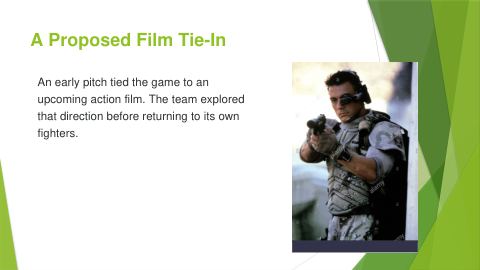 A Proposed Film Tie-In
An early pitch tied the game to an
upcoming action film. The team explored
that direction before returning to its own
fighters.
alamy